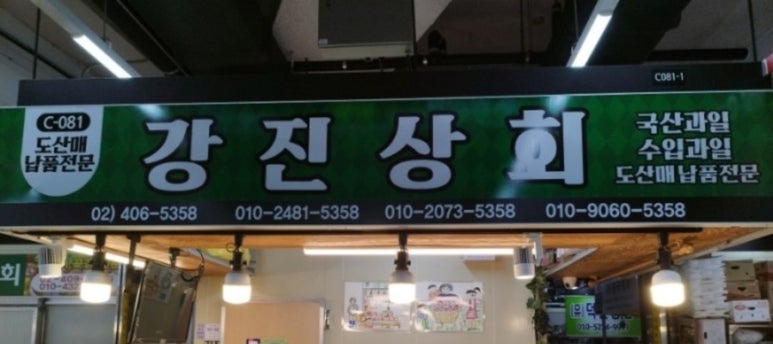 C081-1
C-081
도산매
납품전문
강진상회
국산과일
수입과일
도산매 납품전문
02) 406-5358 010-2481-5358 010-2073-5358 010-9060-5358
회